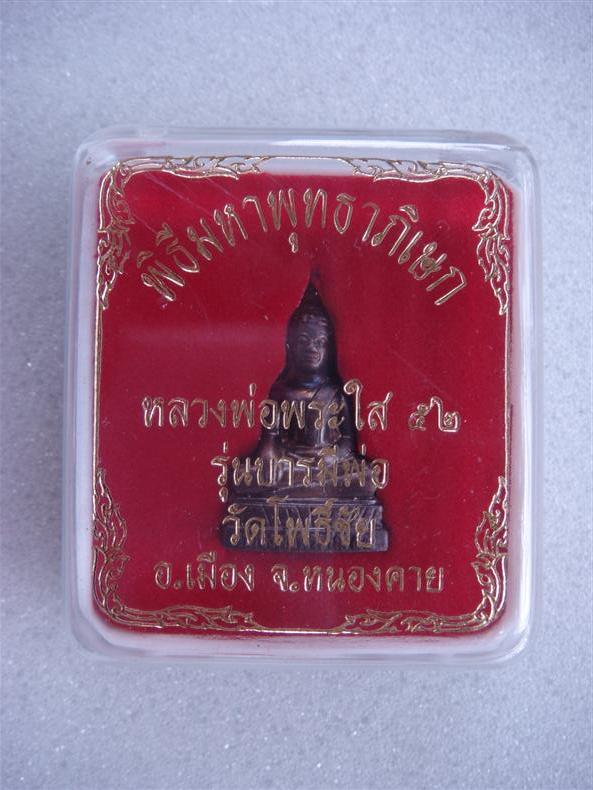 พิธีมหาพุทธาภิเษก
หลวงพ่อพระใส ๕๒
รุ่นบารมีพ่อ
วัดโพธิ์ชัย
อ.เมือง จ.หนองคาย